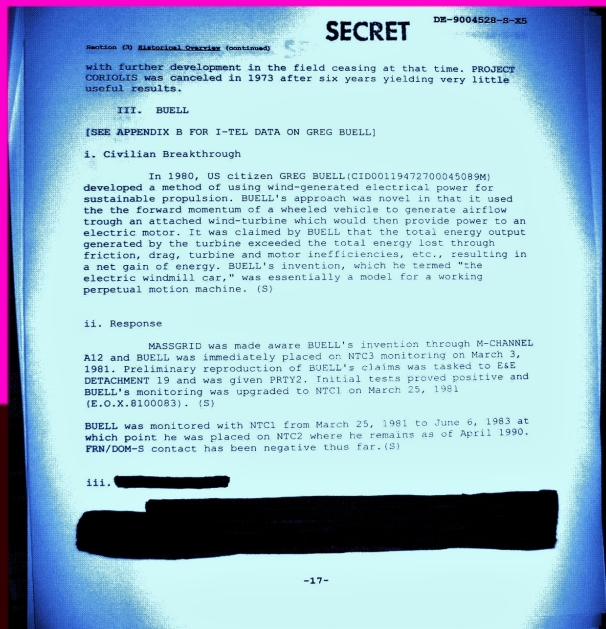 SECRET
DE-9004528-S-X5
Section (3) Historical Overview (continued)
with further development in the field ceasing at that time. PROJECT
CORIOLIS was canceled in 1973 after six years yielding very little
useful results.
III. BUELL
[SEE APPENDIX B FOR I-TEL DATA ON GREG BUELL]
i. Civilian Breakthrough
In 1980, US citizen GREG BUELL(CID00119472700045089M)
developed a method of using wind-generated electrical power for
sustainable propulsion. BUELL's approach was novel in that it used
the the forward momentum of a wheeled vehicle to generate airflow
trough an attached wind-turbine which would then provide power to an
electric motor. It was claimed by BUELL that the total energy output
generated by the turbine exceeded the total energy lost through
friction, drag, turbine and motor inefficiencies, etc., resulting in
a net gain of energy. BUELL's invention, which he termed "the
electric windmill car," was essentially a model for a working
perpetual motion machine. (S)
ii. Response
MASSGRID was made aware BUELL's invention through M-CHANNEL
A12 and BUELL was immediately placed on NTC3 monitoring on March 3,
1981. Preliminary reproduction of BUELL's claims was tasked to E&E
DETACHMENT 19 and was given PRTY2. Initial tests proved positive and
BUELL's monitoring was upgraded to NTC1 on March 25, 1981
(E.O.X.8100083). (S)
BUELL was monitored with NTC1 from March 25, 1981 to June 6, 1983 at
which point he was placed on NTC2 where he remains as of April 1990.
FRN/DOM-S contact has been negative thus far.(S)
iii.
-17-